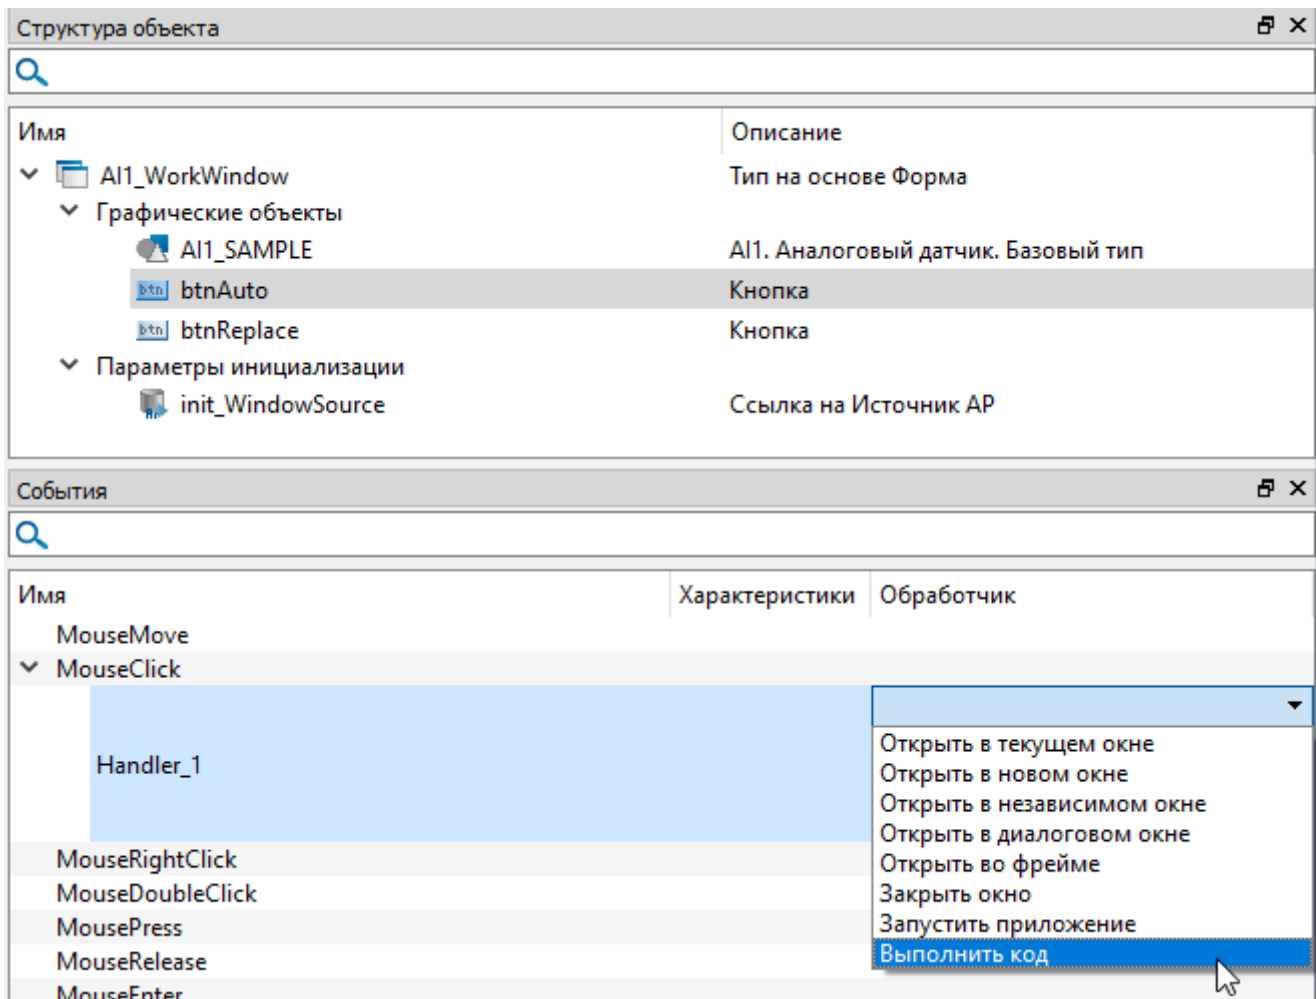 Структура объекта
Имя Описание
AI1_WorkWindow Тип на основе Форма
Графические объекты
AI1_SAMPLE AI1. Аналоговый датчик. Базовый тип
btn btnAuto Кнопка
btn btnReplace Кнопка
Параметры инициализации
init_WindowSource Ссылка на Источник AP
События
Имя Характеристики Обработчик
MouseMove
MouseClick
Handler_1
Открыть в текущем окне
Открыть в новом окне
Открыть в независимом окне
Открыть в диалоговом окне
Открыть во фрейме
Закрыть окно
Запустить приложение
Выполнить код
MouseRightClick
MouseDoubleClick
MousePress
MouseRelease
MouseEnter